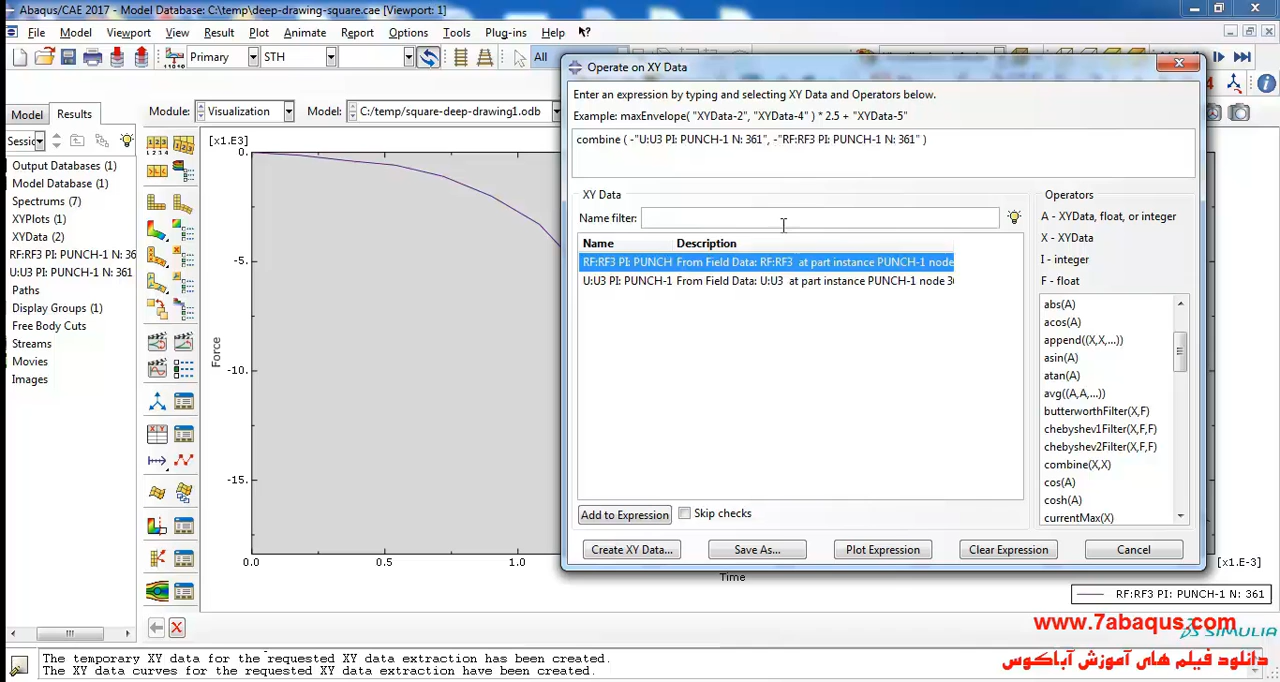 Abaqus/CAE 2017 - Model Database: C:\temp\deep-drawing-square.cae [Viewport: 1]
File Model Viewport View Result Plot Animate Report Options Tools Plug-ins Help
Primary STH All
Module: Visualization Model: C:/temp/square-deep-drawing1.odb
Model Results
Sessic
Output Databases (1)
Model Database (1)
Spectrums (7)
XYPlots (1)
XYData (2)
RF:RF3 PI: PUNCH-1 N: 36
U:U3 PI: PUNCH-1 N: 361
Paths
Display Groups (1)
Free Body Cuts
Streams
Movies
Images
[x1.E3]
0.
-5.
-10.
-15.
Force
0.0 0.5 1.0
Time
[x1.E-3]
RF:RF3 PI: PUNCH-1 N: 361
Operate on XY Data
Enter an expression by typing and selecting XY Data and Operators below.
Example: maxEnvelope( "XYData-2", "XYData-4" ) * 2.5 + "XYData-5"
combine ( -"U:U3 PI: PUNCH-1 N: 361", -"RF:RF3 PI: PUNCH-1 N: 361" )
XY Data
Name filter:
Name Description
RF:RF3 PI: PUNCH From Field Data: RF:RF3 at part instance PUNCH-1 node
U:U3 PI: PUNCH-1 From Field Data: U:U3 at part instance PUNCH-1 node 3
Add to Expression Skip checks
Operators
A - XYData, float, or integer
X - XYData
I - integer
F - float
abs(A)
acos(A)
append((X,X,...))
asin(A)
atan(A)
avg((A,A,...))
butterworthFilter(X,F)
chebyshev1Filter(X,F,F)
chebyshev2Filter(X,F,F)
combine(X,X)
cos(A)
cosh(A)
currentMax(X)
Create XY Data... Save As... Plot Expression Clear Expression Cancel
www.7abaqus.com
SIMULIA
دانلود فیلم های آموزش آباکوس
The temporary XY data for the requested XY data extraction has been created.
The XY data curves for the requested XY data extraction have been created.